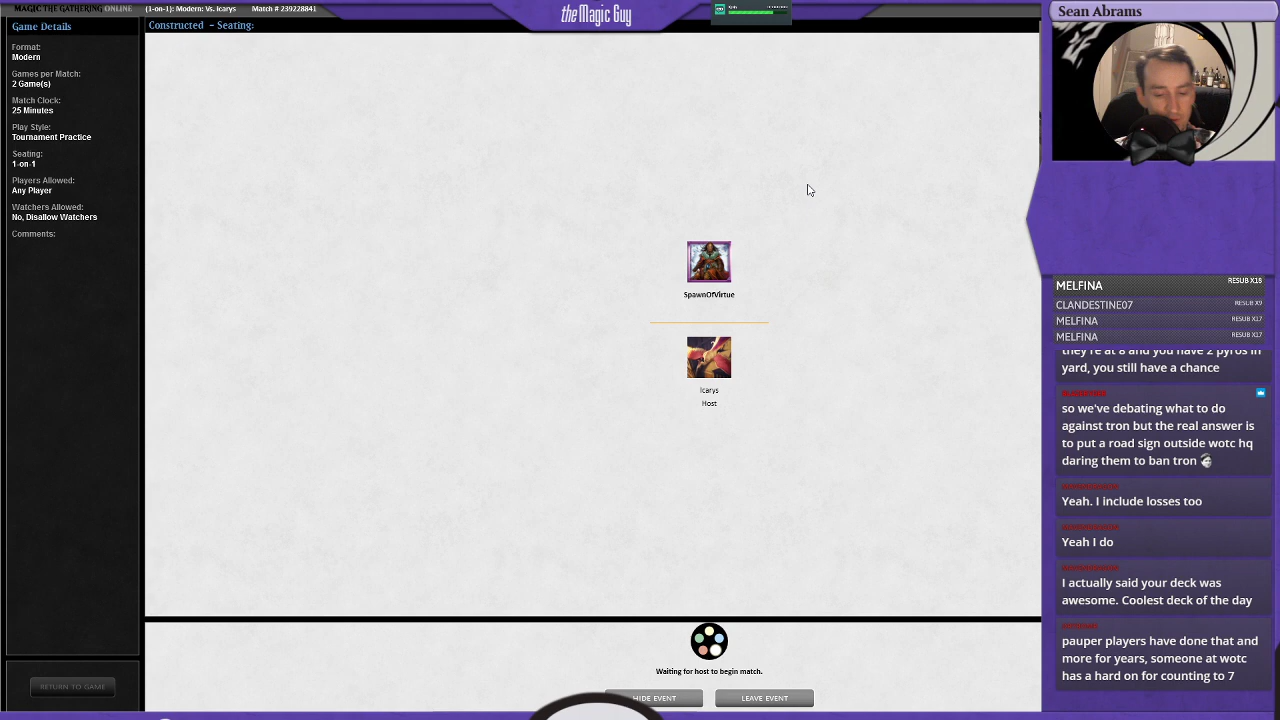 MAGIC THE GATHERING ONLINE
(1-on-1): Modern: Vs. Icarys
Match # 239228841
the Magic Guy
Sean Abrams
Game Details
Constructed - Seating:
Format:
Modern
Games per Match:
2 Game(s)
Match Clock:
25 Minutes
Play Style:
Tournament Practice
Seating:
1-on-1
Players Allowed:
Any Player
Watchers Allowed:
No, Disallow Watchers
Comments:
SpawnOfVirtue
Icarys
Host
Waiting for host to begin match.
RETURN TO GAME
HIDE EVENT
LEAVE EVENT
MELFINA RESUB X18
CLANDESTINE07 RESUB X9
MELFINA RESUB X17
MELFINA RESUB X17
they're at 8 and you have 2 pyros in
yard, you still have a chance
so we've debating what to do
against tron but the real answer is
to put a road sign outside wotc hq
daring them to ban tron
Yeah. I include losses too
Yeah I do
I actually said your deck was
awesome. Coolest deck of the day
pauper players have done that and
more for years, someone at wotc
has a hard on for counting to 7